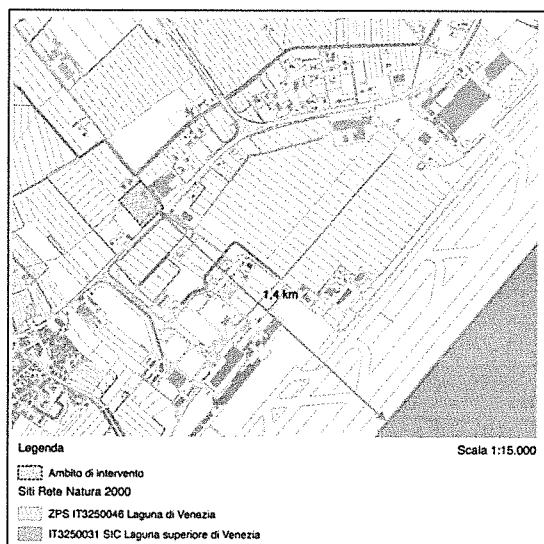 1,4 km
Legenda
Scala 1:15.000
Ambito di intervento
Siti Rete Natura 2000
ZPS IT3250046 Laguna di Venezia
IT3250031 SIC Laguna superiore di Venezia